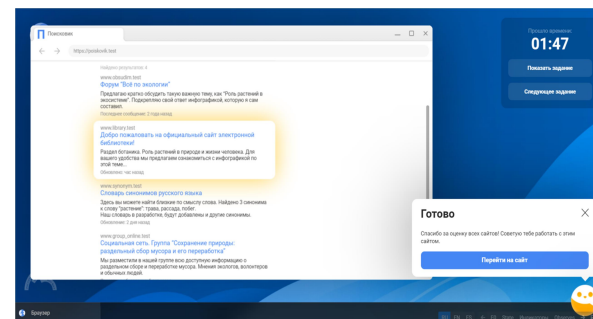 Поисковик
https://poiskovik.test
Найдено результатов: 4
www.obsudim.test
Форум "Всё по экологии"
Предлагаю кратко обсудить такую важную тему, как "Роль растений в
экосистеме". Подкрепляю свой ответ инфографикой, которую я сам
составил.
Последнее сообщение: 2 года назад
www.library.test
Добро пожаловать на официальный сайт электронной
библиотеки!
Раздел ботаника. Роль растений в природе и жизни человека. Для
вашего удобства мы предлагаем ознакомиться с инфографикой по
этой теме...
Обновлено: час назад
www.synonym.test
Словарь синонимов русского языка
Здесь вы можете найти близкие по смыслу слова. Найдено 3 синонима
к слову "растение": трава, рассада, побег.
Наш словарь в разработке, будут добавлены и другие синонимы.
Обновление: 2 дня назад
www.group_online.test
Социальная сеть. Группа "Сохранение природы:
раздельный сбор мусора и его переработка"
Мы разместили в нашей группе всю доступную информацию о
раздельном сборе и переработке мусора. Мнения экологов, волонтеров
и обычных людей.
Прошло времени:
01:47
Показать задание
Следующее задание
Готово
Спасибо за оценку всех сайтов! Советую тебе работать с этим
сайтом.
Перейти на сайт
Браузер
RU EN ES